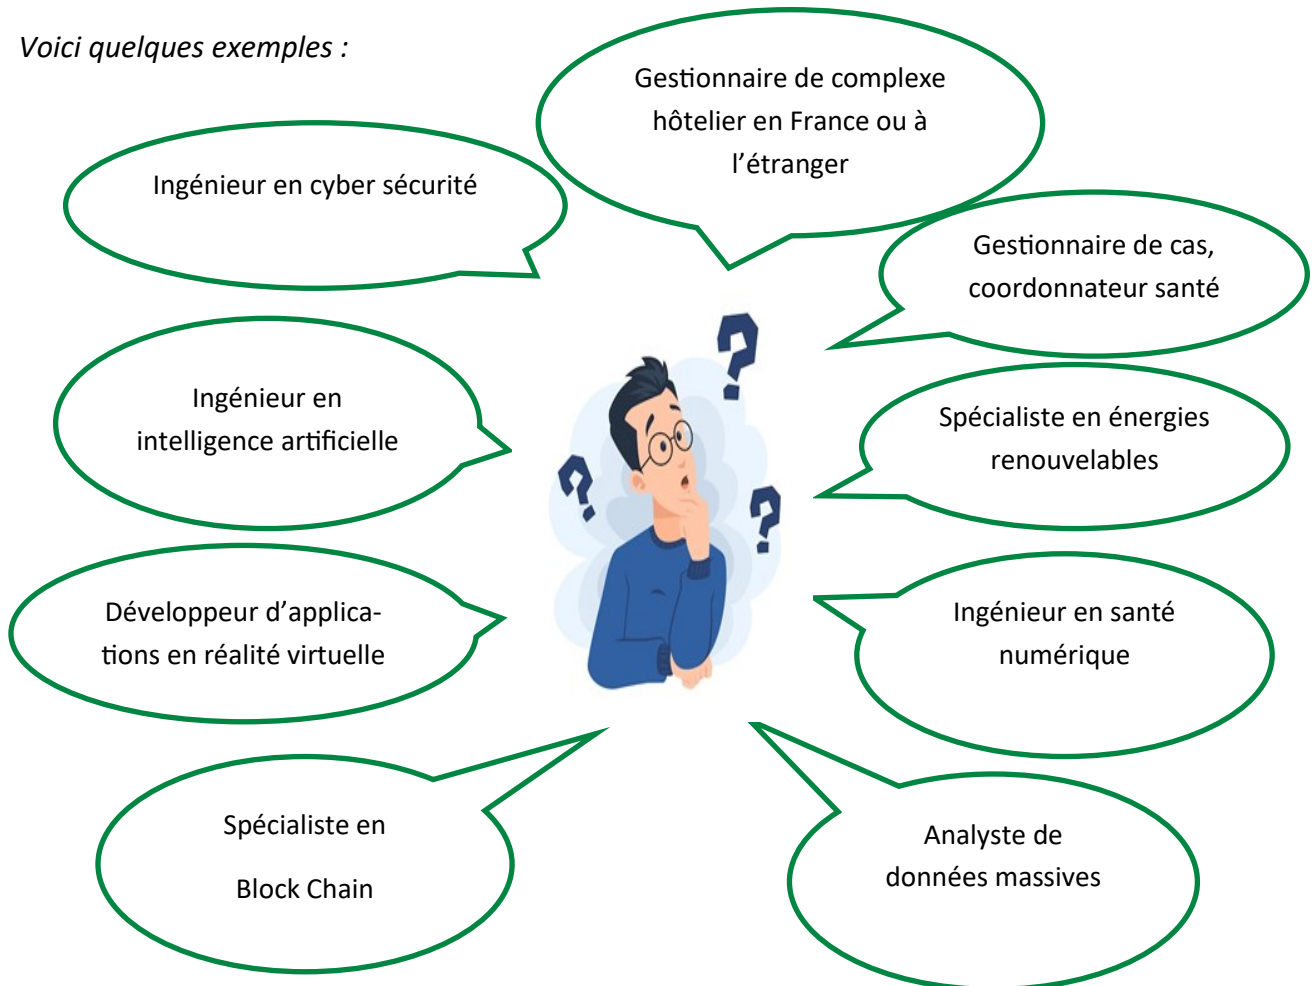 Voici quelques exemples :
Gestionnaire de complexe
hôtelier en France ou à
l’étranger
Ingénieur en cyber sécurité
Gestionnaire de cas,
coordonnateur santé
Ingénieur en
intelligence artificielle
Spécialiste en énergies
renouvelables
Développeur d’applica-
tions en réalité virtuelle
Ingénieur en santé
numérique
Spécialiste en
Block Chain
Analyste de
données massives
?
?
?